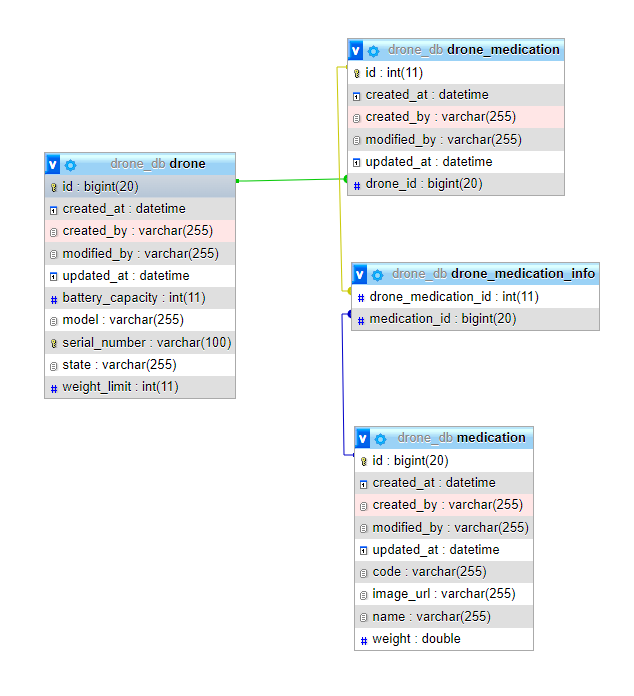 drone_db drone_medication
id : int(11)
created_at : datetime
created_by : varchar(255)
modified_by : varchar(255)
updated_at : datetime
drone_id : bigint(20)
drone_db drone
id : bigint(20)
created_at : datetime
created_by : varchar(255)
modified_by : varchar(255)
updated_at : datetime
battery_capacity : int(11)
model : varchar(255)
serial_number : varchar(100)
state : varchar(255)
weight_limit : int(11)
drone_db drone_medication_info
drone_medication_id : int(11)
medication_id : bigint(20)
drone_db medication
id : bigint(20)
created_at : datetime
created_by : varchar(255)
modified_by : varchar(255)
updated_at : datetime
code : varchar(255)
image_url : varchar(255)
name : varchar(255)
weight : double